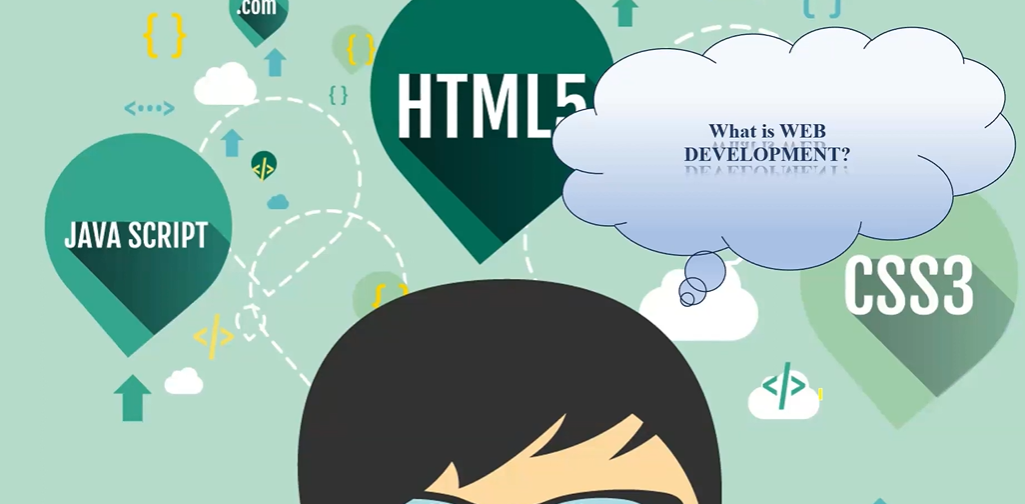 .com
HTML5
What is WEB
DEVELOPMENT?
JAVA SCRIPT
CSS3
{ }
{ }
{ }
<···>
</>
{ }
{
</>
</>